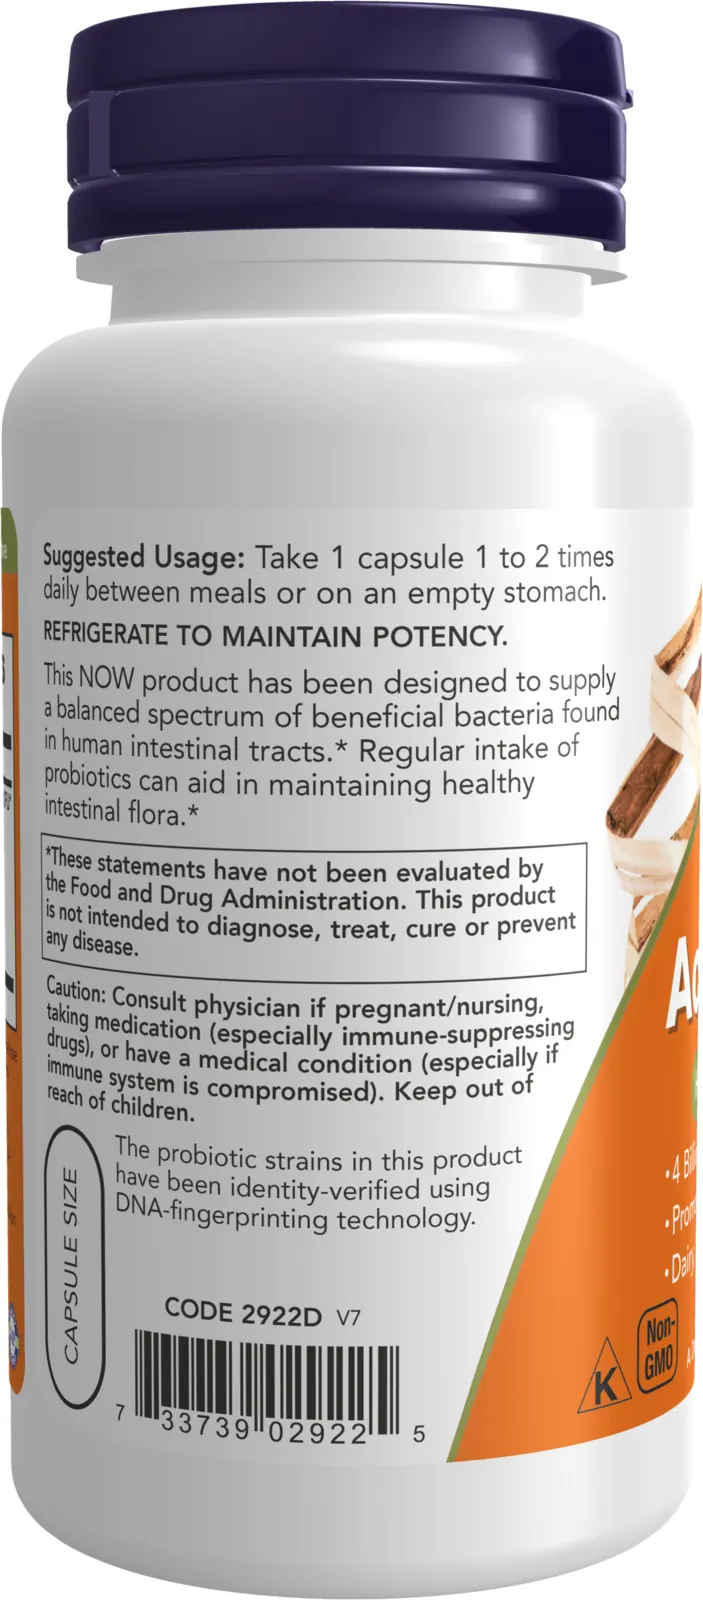 Suggested Usage: Take 1 capsule 1 to 2 times
daily between meals or on an empty stomach.
REFRIGERATE TO MAINTAIN POTENCY.
This NOW product has been designed to supply
a balanced spectrum of beneficial bacteria found
in human intestinal tracts.* Regular intake of
probiotics can aid in maintaining healthy
intestinal flora.*
*These statements have not been evaluated by
the Food and Drug Administration. This product
is not intended to diagnose, treat, cure or prevent
any disease.
Caution: Consult physician if pregnant/nursing,
taking medication (especially immune-suppressing
drugs), or have a medical condition (especially if
immune system is compromised). Keep out of
reach of children.
CAPSULE SIZE
The probiotic strains in this product
have been identity-verified using
DNA-fingerprinting technology.
CODE 2922D V7
7 33739 02922 5
• 4 Bill
• Prom
• Dairy
K
Non-
GMO